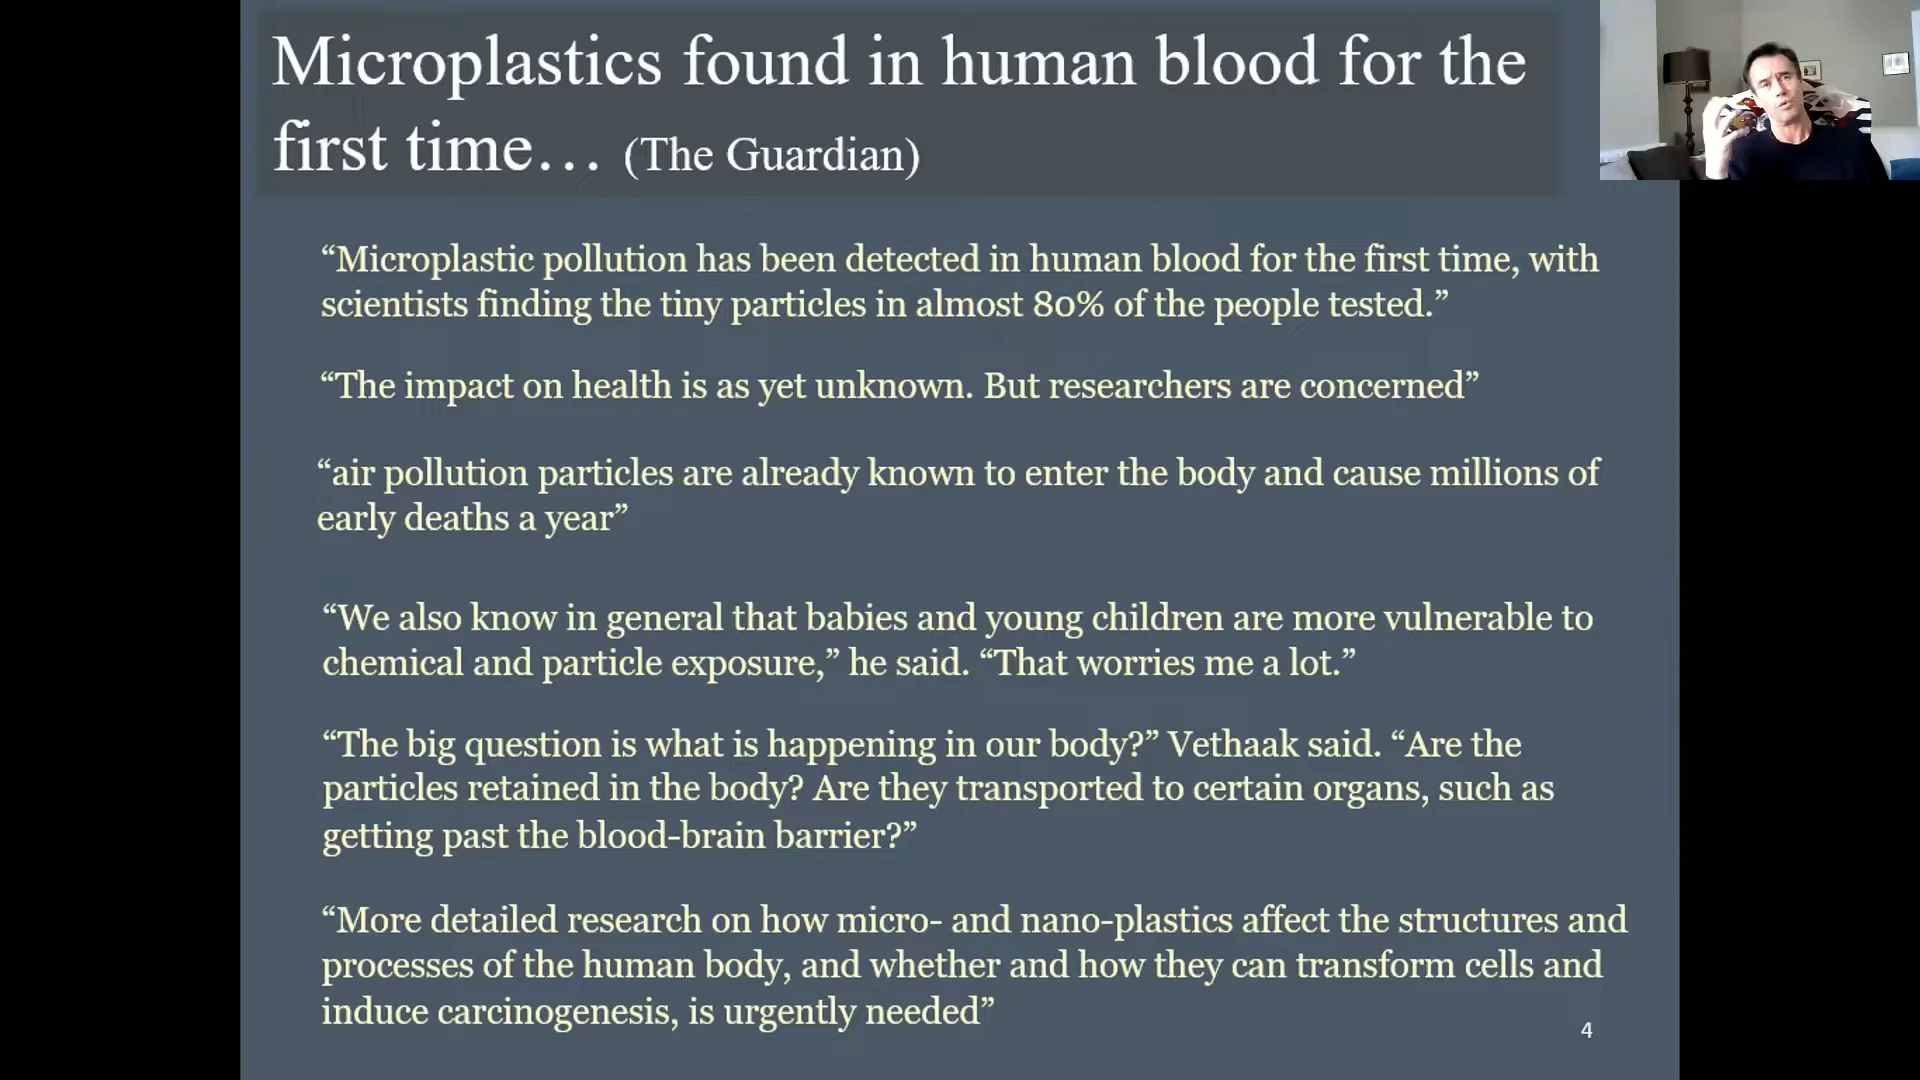 Microplastics found in human blood for the
first time… (The Guardian)
“Microplastic pollution has been detected in human blood for the first time, with
scientists finding the tiny particles in almost 80% of the people tested.”
“The impact on health is as yet unknown. But researchers are concerned”
“air pollution particles are already known to enter the body and cause millions of
early deaths a year”
“We also know in general that babies and young children are more vulnerable to
chemical and particle exposure,” he said. “That worries me a lot.”
“The big question is what is happening in our body?” Vethaak said. “Are the
particles retained in the body? Are they transported to certain organs, such as
getting past the blood-brain barrier?”
“More detailed research on how micro- and nano-plastics affect the structures and
processes of the human body, and whether and how they can transform cells and
induce carcinogenesis, is urgently needed”
4